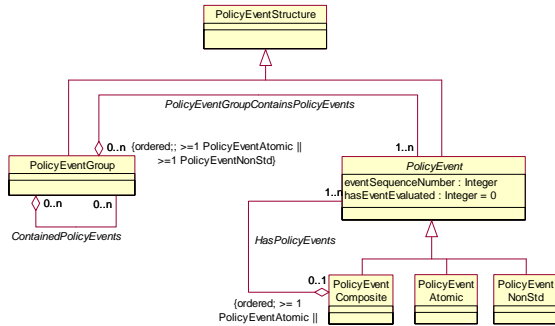 PolicyEventStructure
PolicyEventGroupContainsPolicyEvents
0..n
{ordered;; >=1 PolicyEventAtomic ||
>=1 PolicyEventNonStd}
1..n
PolicyEventGroup
0..n
0..n
ContainedPolicyEvents
PolicyEvent
eventSequenceNumber : Integer
hasEventEvaluated : Integer = 0
1..n
HasPolicyEvents
0..1
{ordered; >= 1
PolicyEventAtomic ||
PolicyEvent
Composite
PolicyEvent
Atomic
PolicyEvent
NonStd